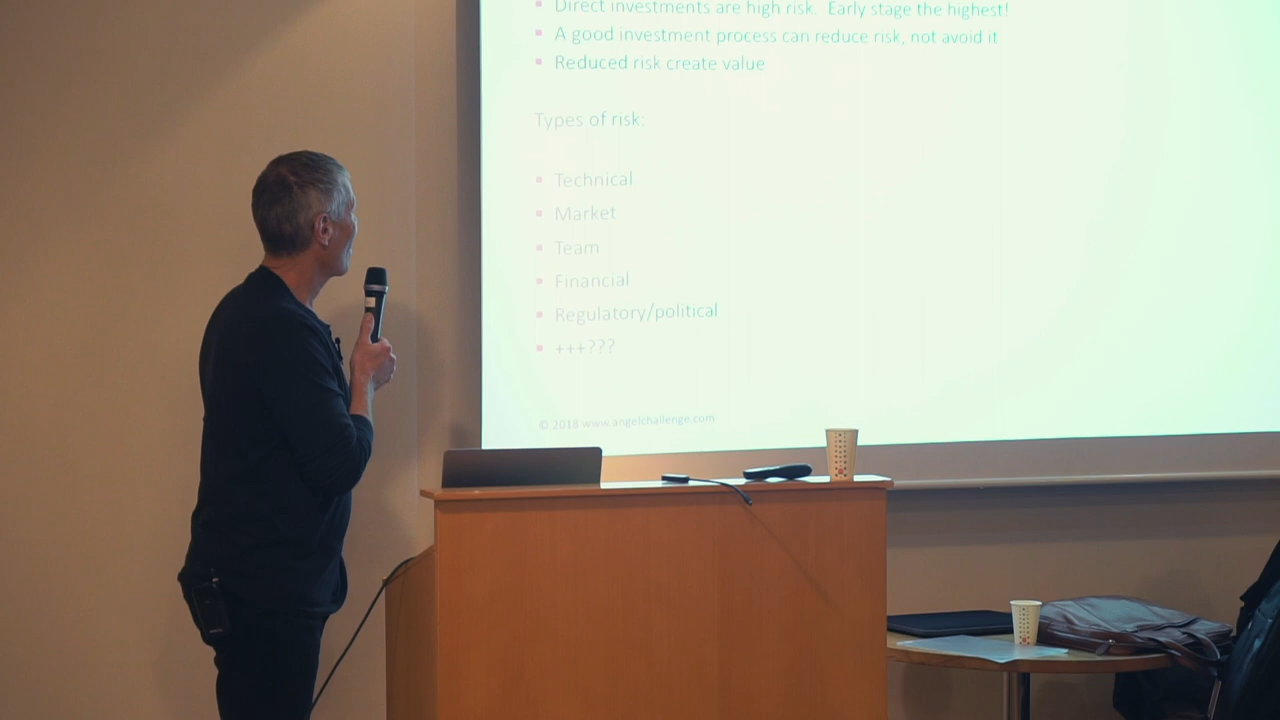 Direct investments are high risk. Early stage the highest!
A good investment process can reduce risk, not avoid it
Reduced risk create value
Types of risk:
Technical
Market
Team
Financial
Regulatory/political
+++???
© 2018 www.angelchallenge.com